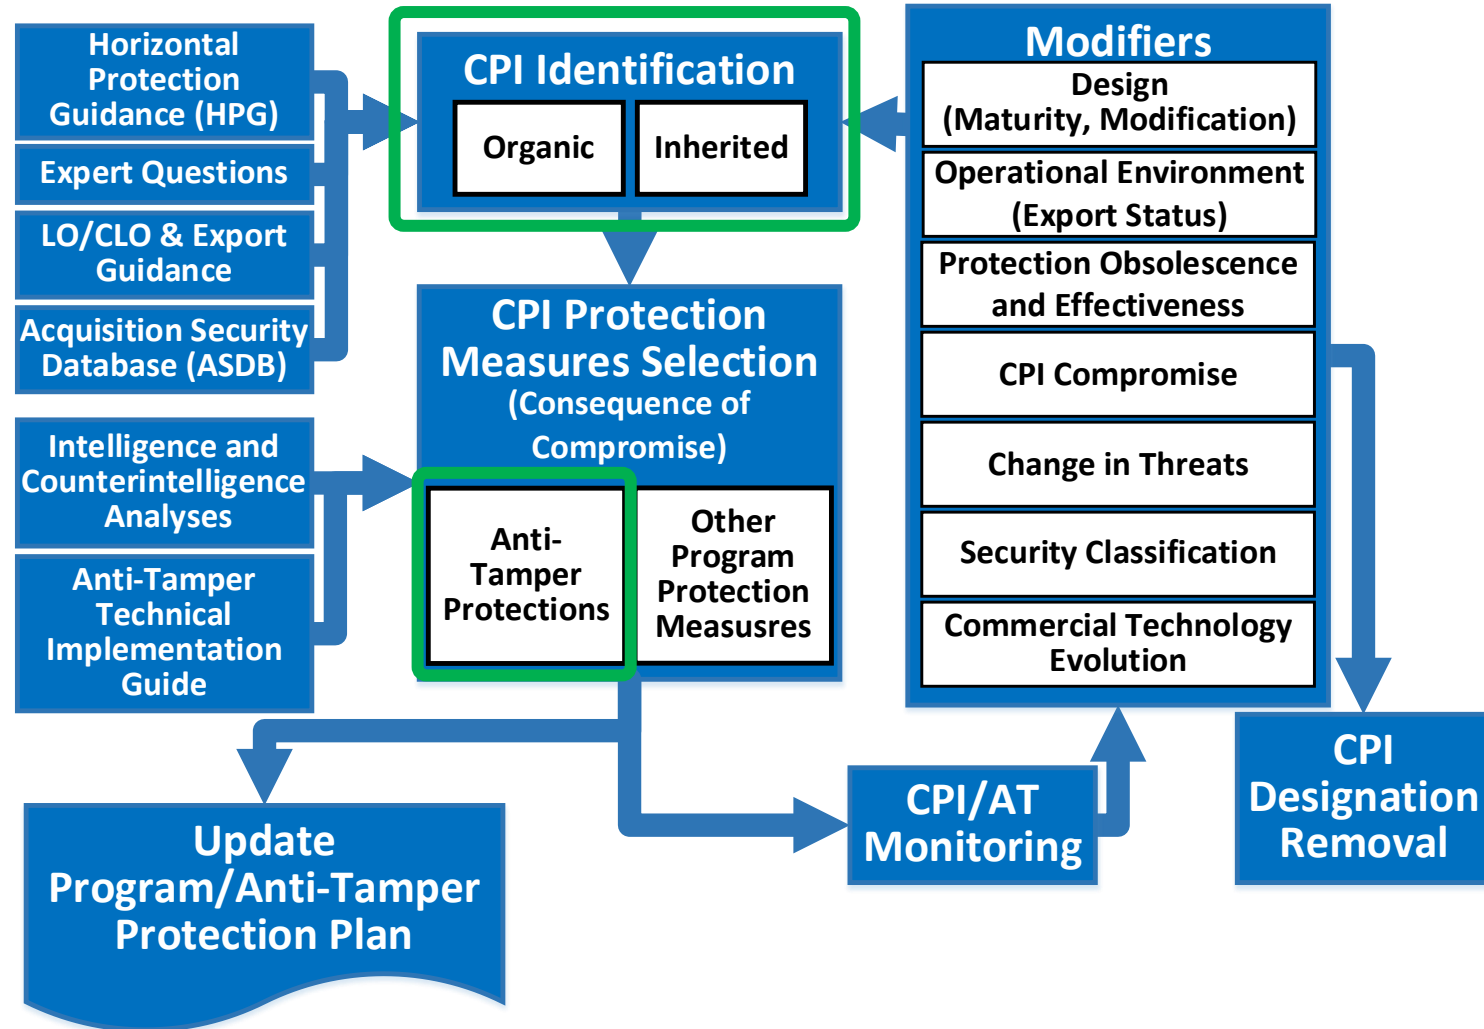 Horizontal
Protection
Guidance (HPG)
Expert Questions
LO/CLO & Export
Guidance
Acquisition Security
Database (ASDB)
Intelligence and
Counterintelligence
Analyses
Anti-Tamper
Technical
Implementation
Guide
CPI Identification
Organic
Inherited
CPI Protection
Measures Selection
(Consequence of
Compromise)
Anti-
Tamper
Protections
Other
Program
Protection
Measusres
Modifiers
Design
(Maturity, Modification)
Operational Environment
(Export Status)
Protection Obsolescence
and Effectiveness
CPI Compromise
Change in Threats
Security Classification
Commercial Technology
Evolution
Update
Program/Anti-Tamper
Protection Plan
CPI/AT
Monitoring
CPI
Designation
Removal